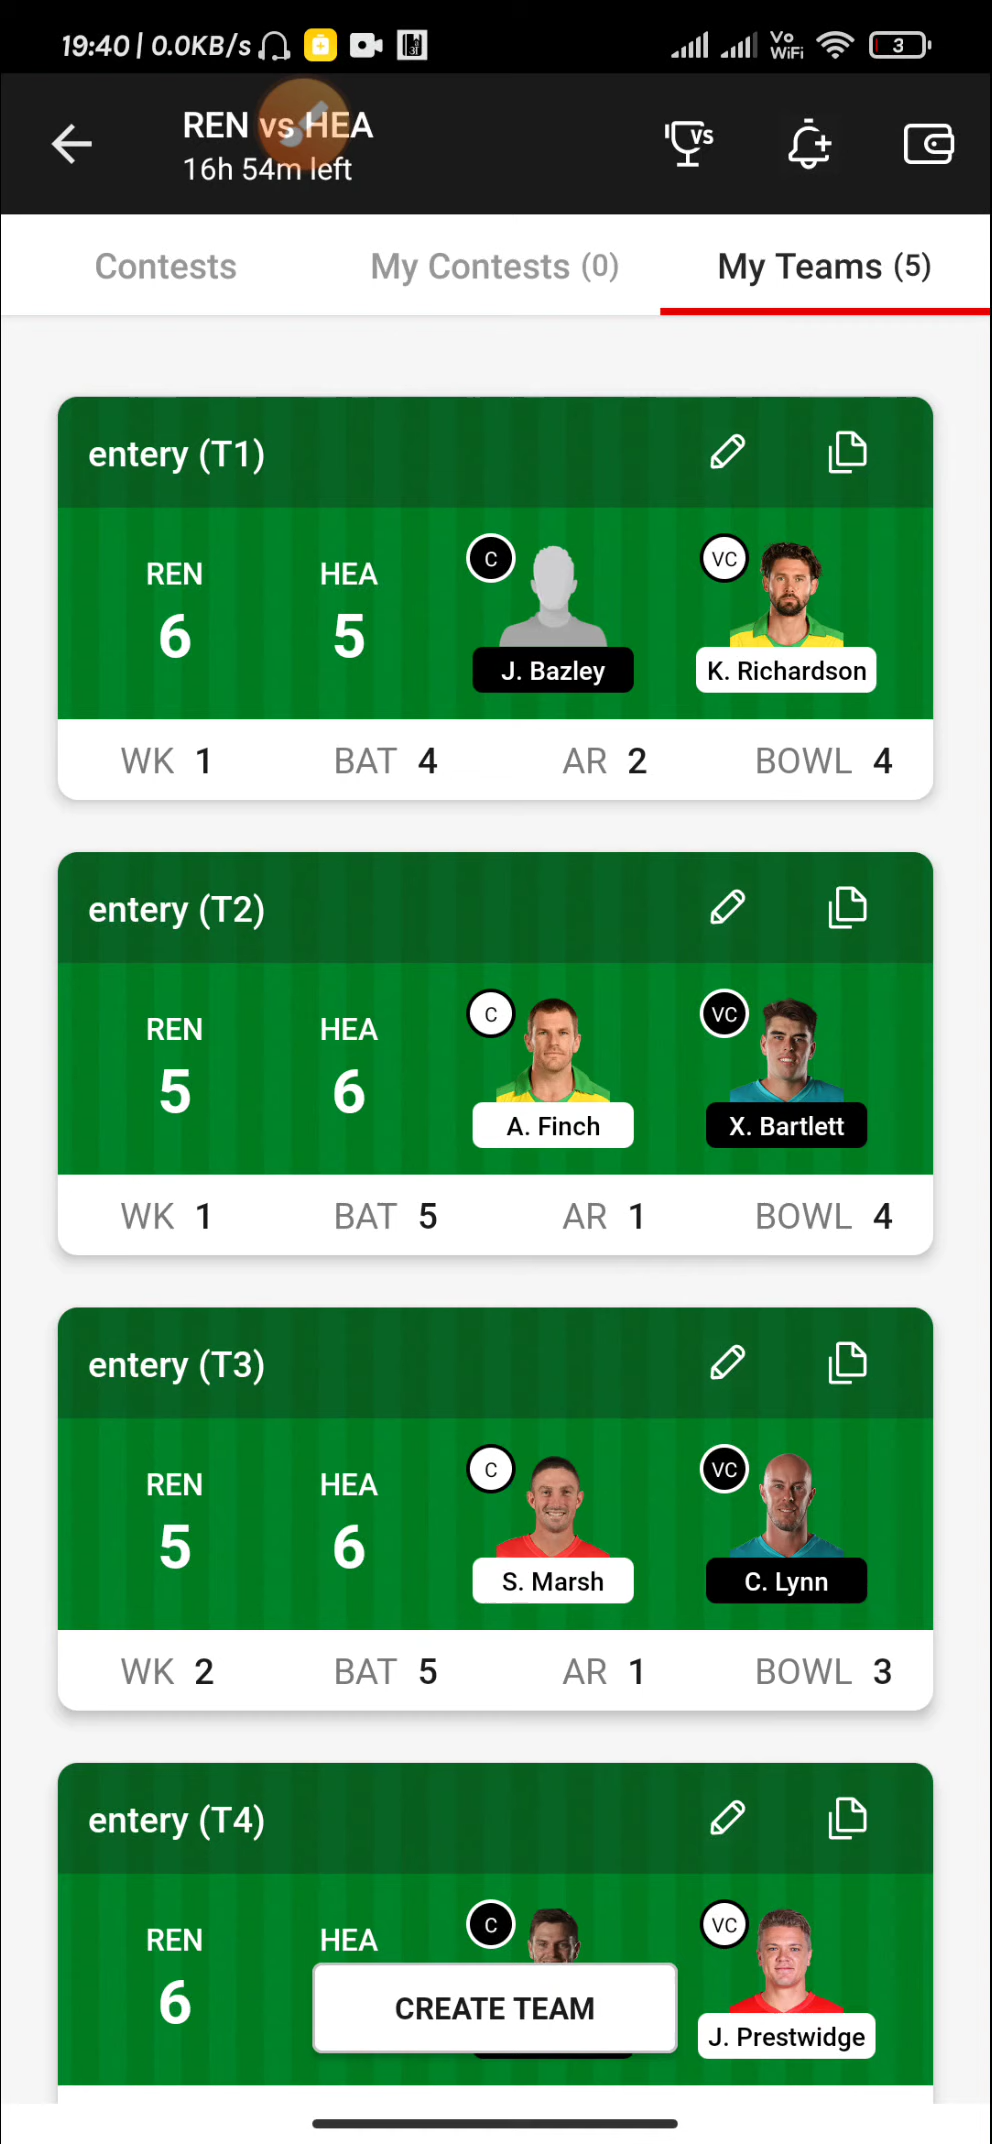 19:40 | 0.0KB/s Vo WiFi 3
REN vs HEA
16h 54m left
VS
Contests My Contests (0) My Teams (5)
entery (T1)
REN HEA C VC
6 5
J. Bazley K. Richardson
WK 1 BAT 4 AR 2 BOWL 4
entery (T2)
REN HEA C VC
5 6
A. Finch X. Bartlett
WK 1 BAT 5 AR 1 BOWL 4
entery (T3)
REN HEA C VC
5 6
S. Marsh C. Lynn
WK 2 BAT 5 AR 1 BOWL 3
entery (T4)
REN HEA C VC
6
CREATE TEAM
J. Prestwidge